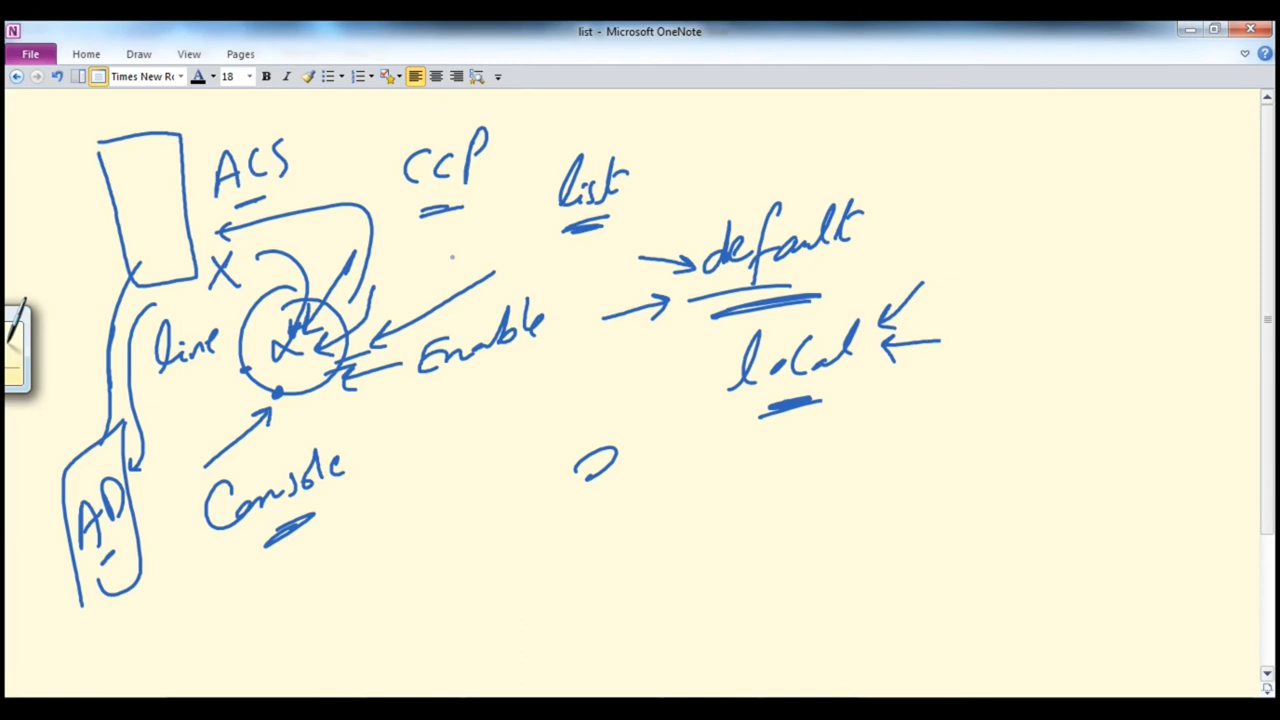 list - Microsoft OneNote
File Home Draw View Pages
Times New Ro 18 A B I
ACS CCP list
default
X
line Enable
local
Console
AD